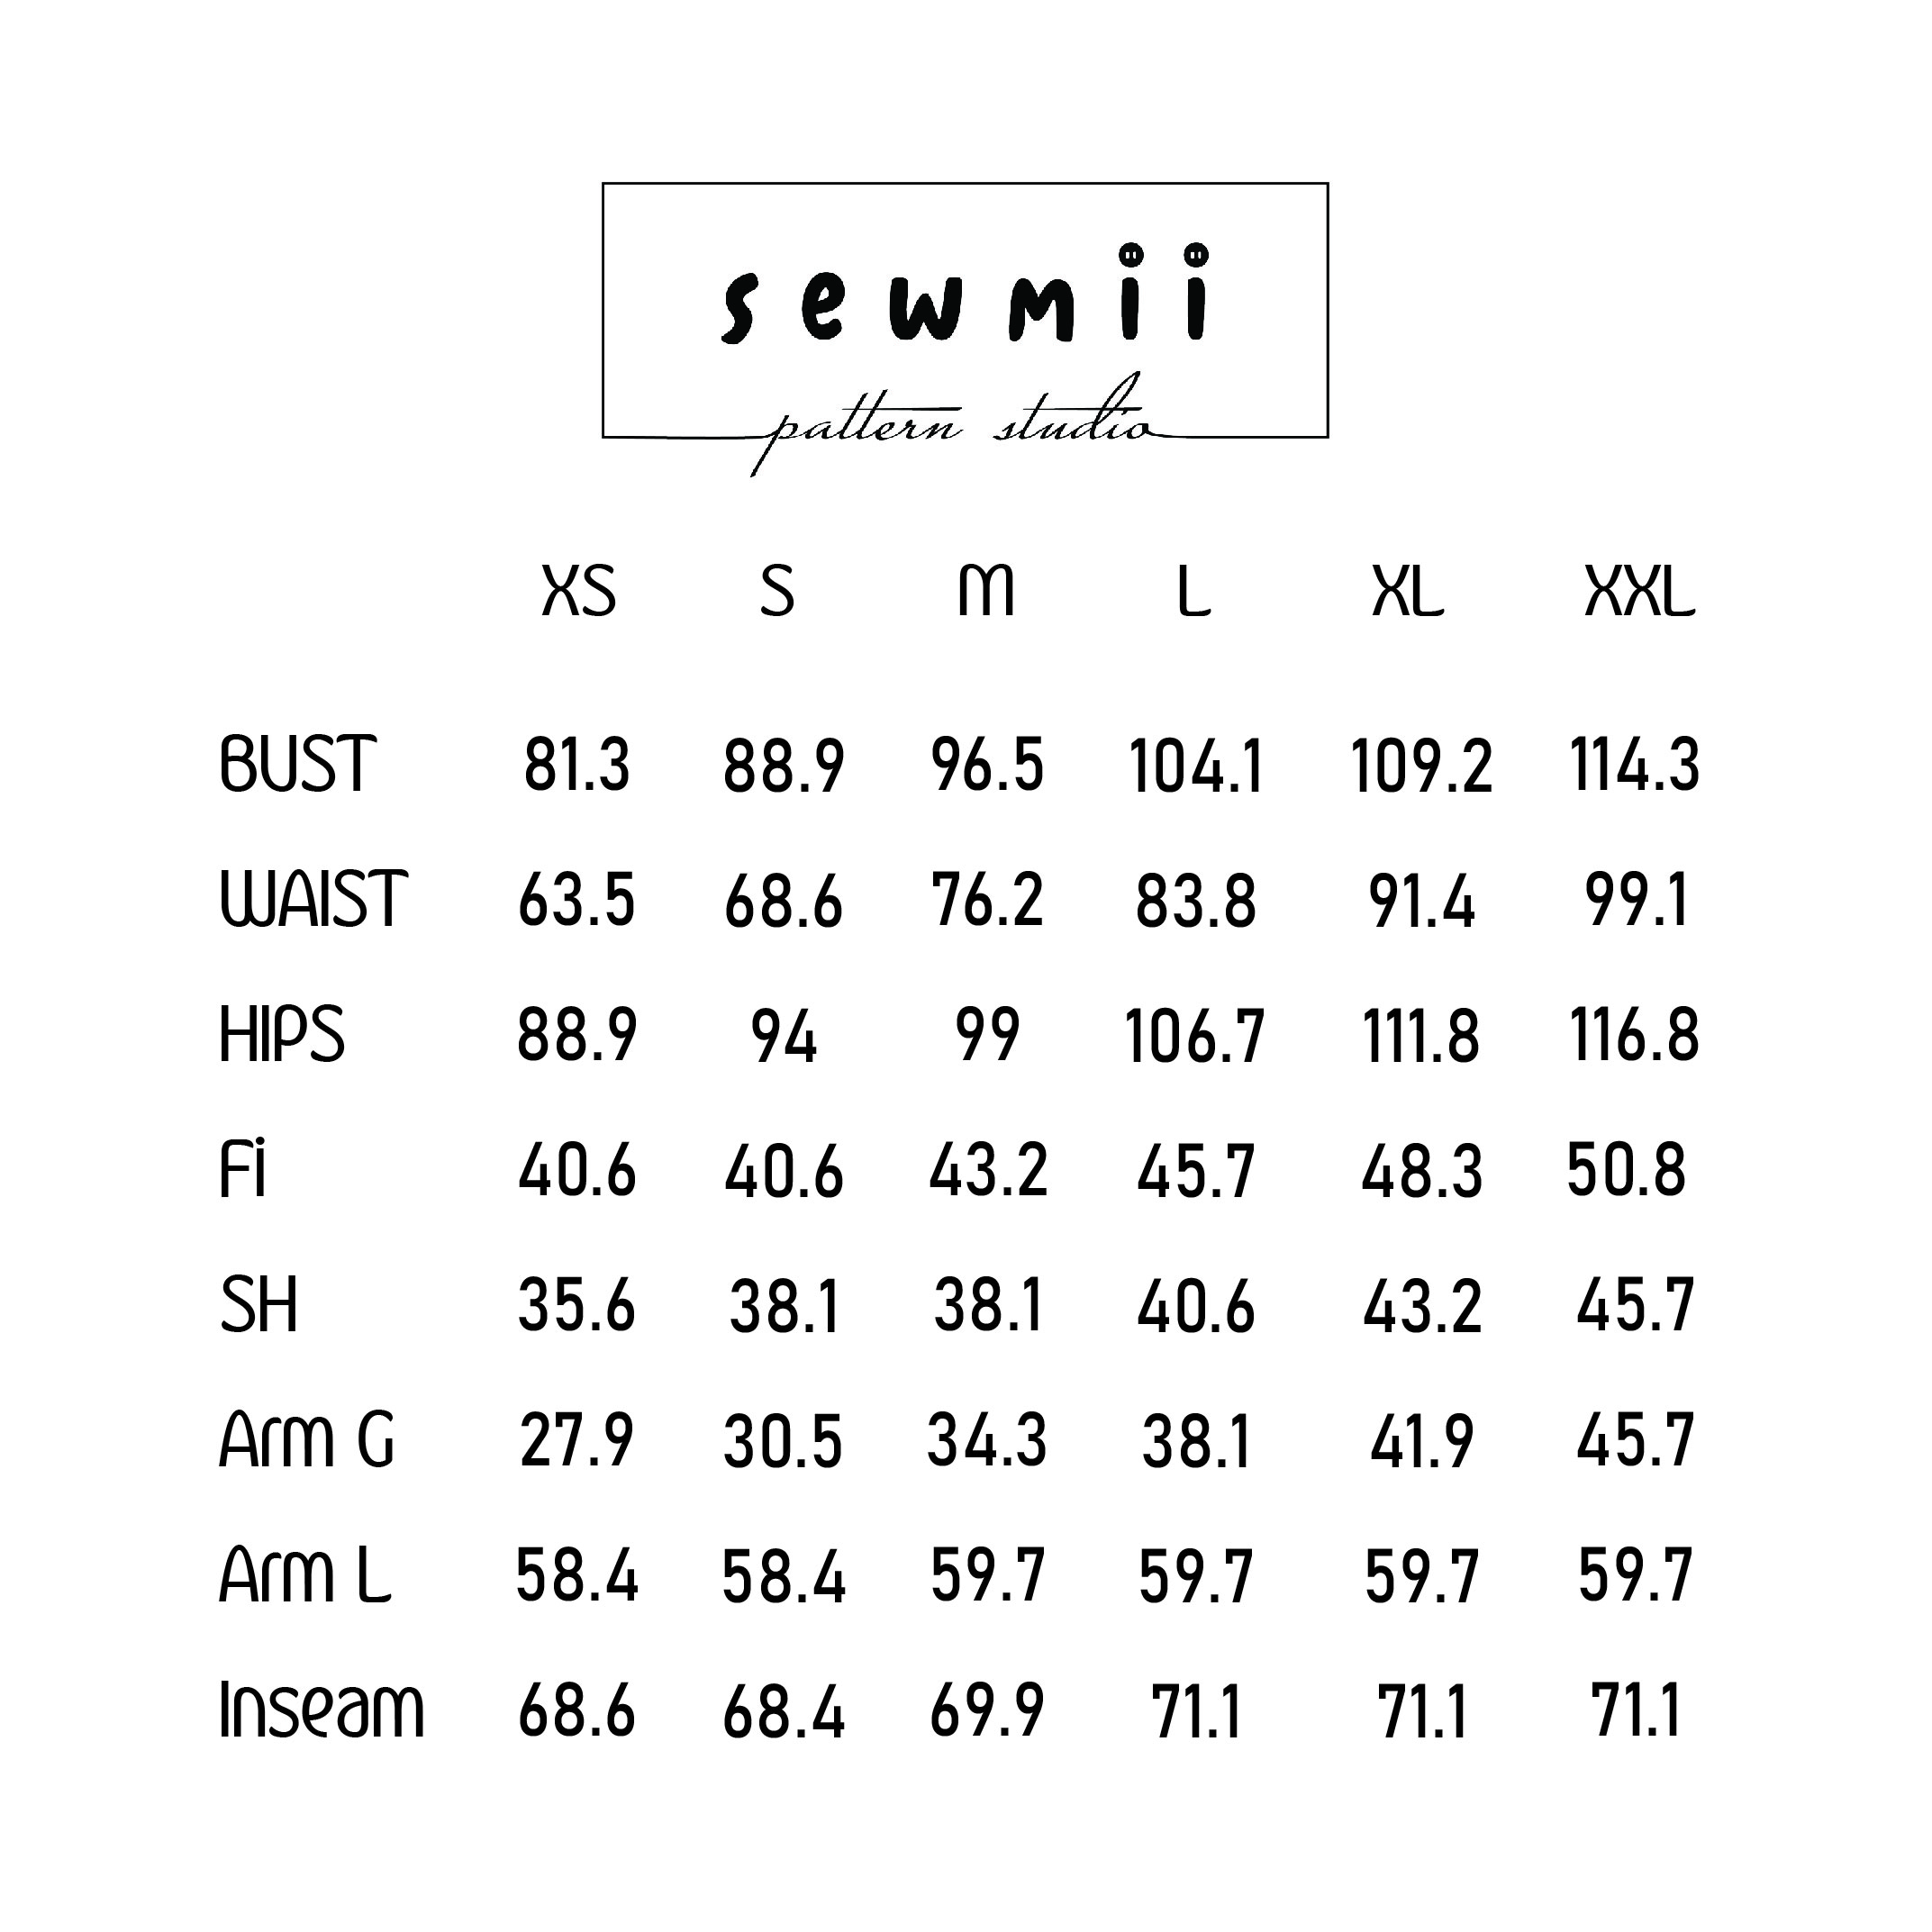 sewmii
pattern studio
XS S M L XL XXL
BUST 81.3 88.9 96.5 104.1 109.2 114.3
WAIST 63.5 68.6 76.2 83.8 91.4 99.1
HIPS 88.9 94 99 106.7 111.8 116.8
Fi 40.6 40.6 43.2 45.7 48.3 50.8
SH 35.6 38.1 38.1 40.6 43.2 45.7
Arm G 27.9 30.5 34.3 38.1 41.9 45.7
Arm L 58.4 58.4 59.7 59.7 59.7 59.7
Inseam 68.6 68.4 69.9 71.1 71.1 71.1